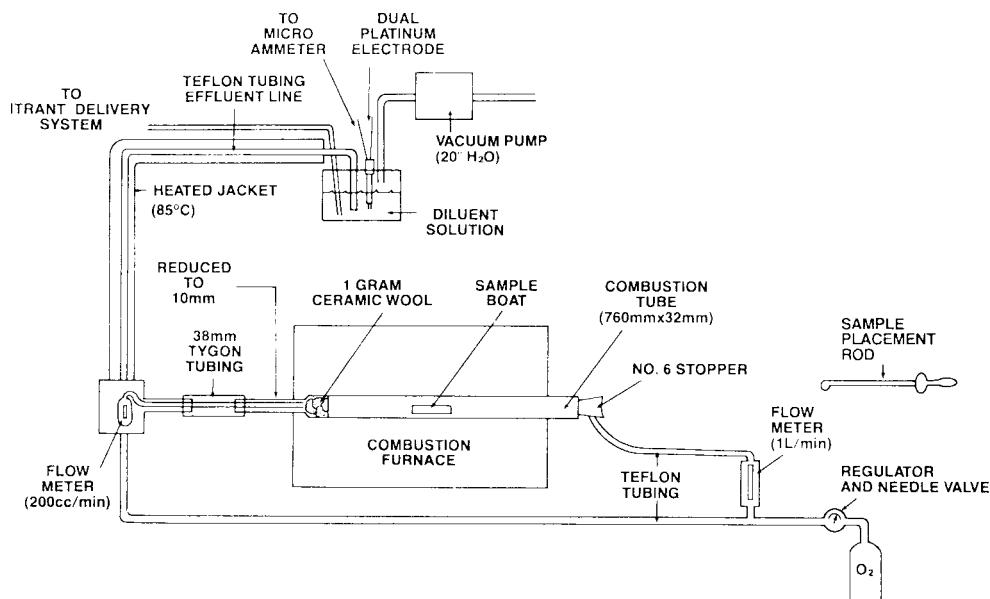 TO
MICRO
AMMETER
DUAL
PLATINUM
ELECTRODE
TEFLON TUBING
EFFLUENT LINE
TO
ITRANT DELIVERY
SYSTEM
VACUUM PUMP
(20" H₂O)
HEATED JACKET
(85°C)
DILUENT
SOLUTION
REDUCED
TO
10mm
1 GRAM
CERAMIC WOOL
SAMPLE
BOAT
COMBUSTION
TUBE
(760mmx32mm)
SAMPLE
PLACEMENT
ROD
38mm
TYGON
TUBING
NO. 6 STOPPER
FLOW
METER
(1L/min)
COMBUSTION
FURNACE
FLOW
METER
(200cc/min)
TEFLON
TUBING
REGULATOR
AND NEEDLE VALVE
O₂